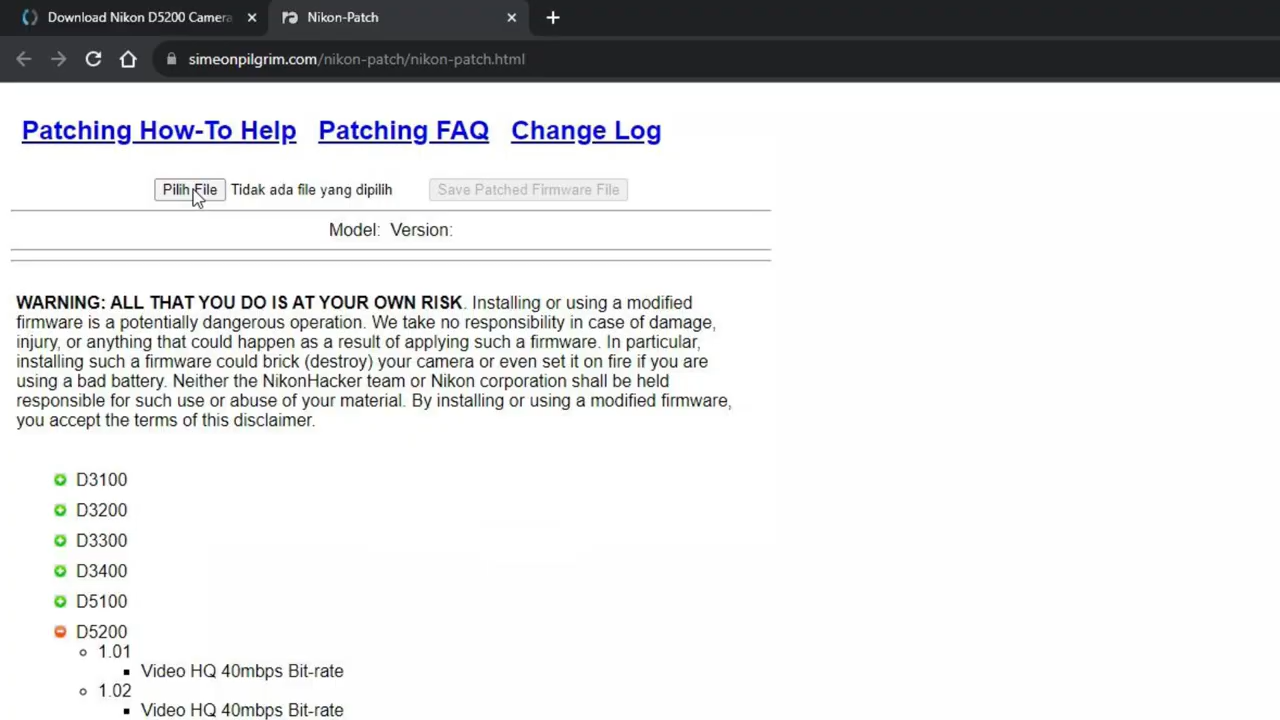 Download Nikon D5200 Camera
Nikon-Patch
simeonpilgrim.com/nikon-patch/nikon-patch.html
Patching How-To Help Patching FAQ Change Log
Pilih File Tidak ada file yang dipilih Save Patched Firmware File
Model: Version:
WARNING: ALL THAT YOU DO IS AT YOUR OWN RISK. Installing or using a modified
firmware is a potentially dangerous operation. We take no responsibility in case of damage,
injury, or anything that could happen as a result of applying such a firmware. In particular,
installing such a firmware could brick (destroy) your camera or even set it on fire if you are
using a bad battery. Neither the NikonHacker team or Nikon corporation shall be held
responsible for such use or abuse of your material. By installing or using a modified firmware,
you accept the terms of this disclaimer.
D3100
D3200
D3300
D3400
D5100
D5200
1.01
Video HQ 40mbps Bit-rate
1.02
Video HQ 40mbps Bit-rate